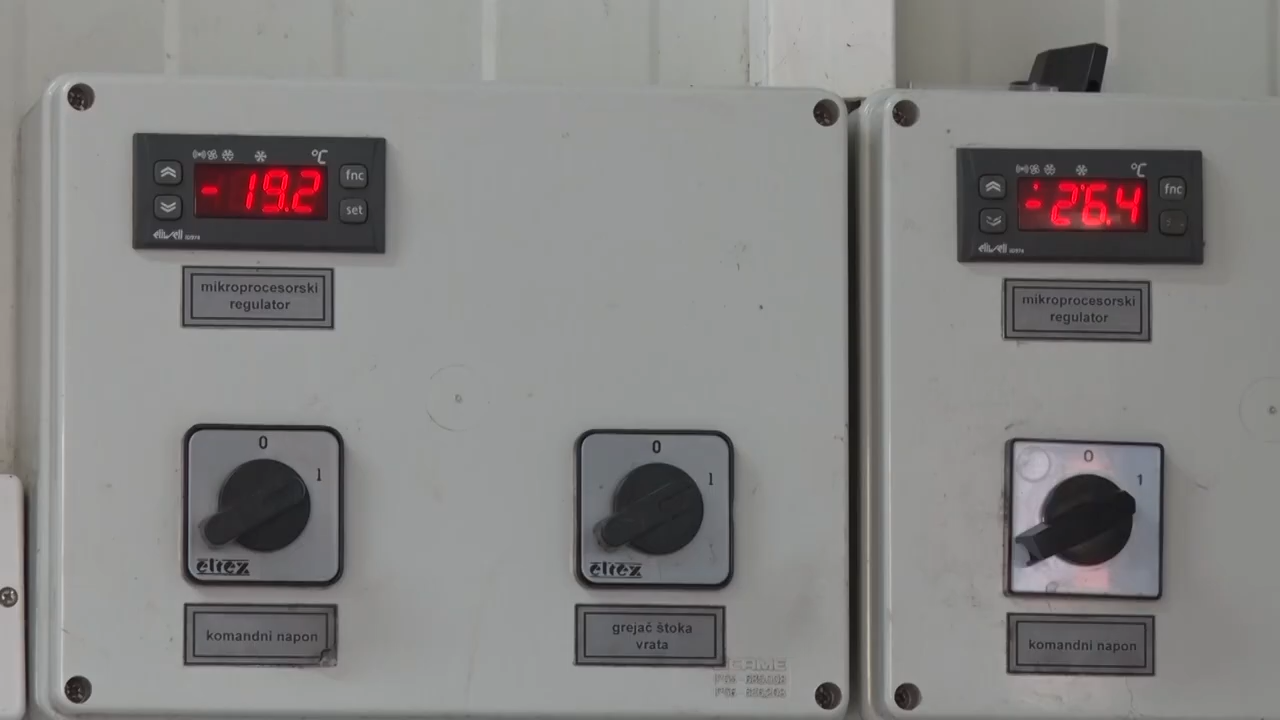 °C
-19.2
fnc
set
eliwell
mikroprocesorski
regulator
0
1
eltex
komandni napon
0
1
eltex
grejač štoka
vrata
°C
-26.4
fnc
eliwell
mikroprocesorski
regulator
0
1
komandni napon